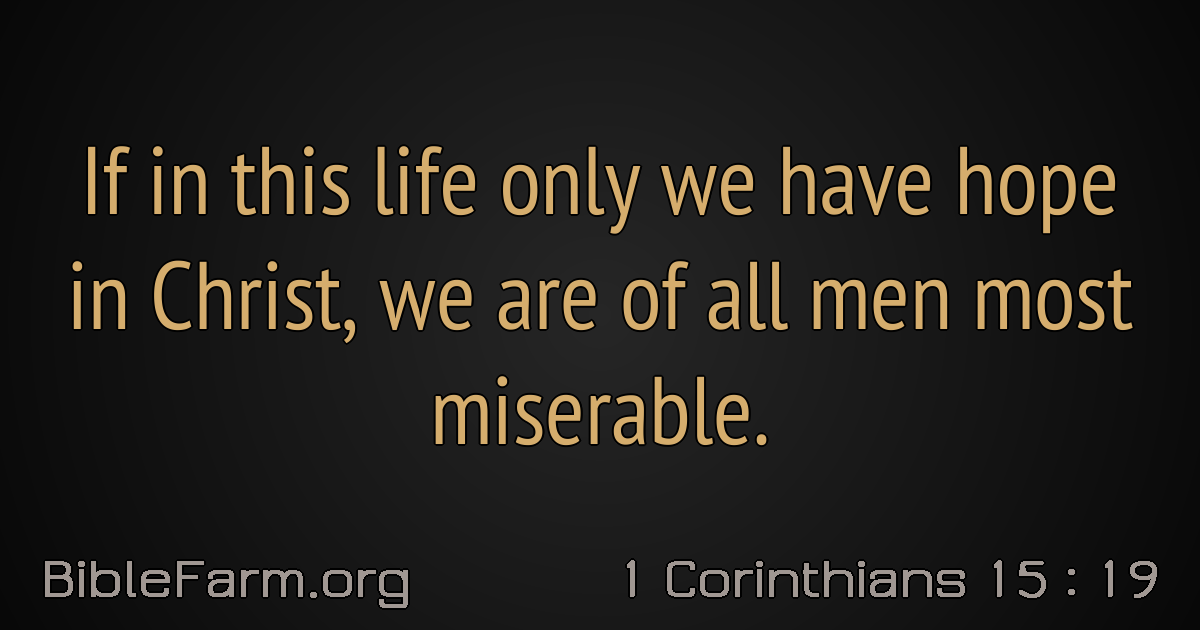 If in this life only we have hope
in Christ, we are of all men most
miserable.
BibleFarm.org
1 Corinthians 15 : 19